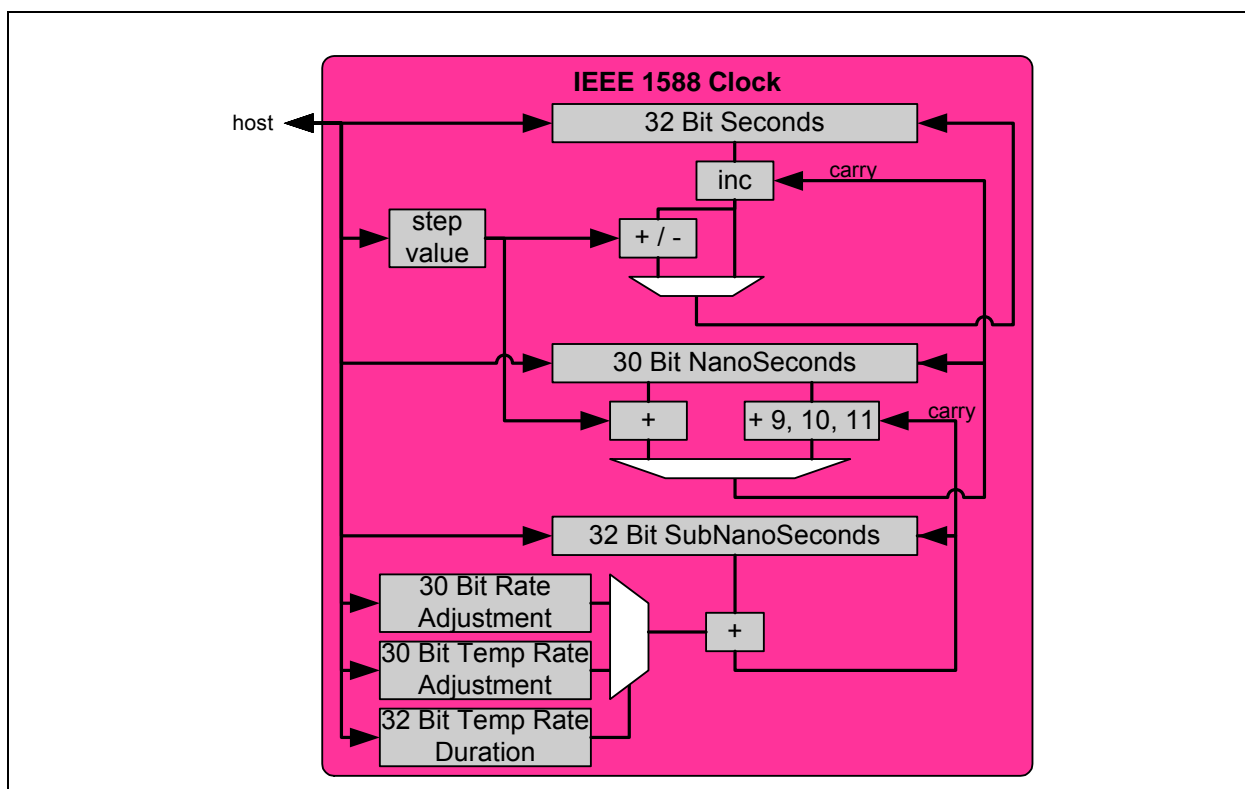 IEEE 1588 Clock
host
32 Bit Seconds
inc
carry
step
value
+ / -
30 Bit NanoSeconds
+
+ 9, 10, 11
carry
32 Bit SubNanoSeconds
30 Bit Rate
Adjustment
+
30 Bit Temp Rate
Adjustment
32 Bit Temp Rate
Duration